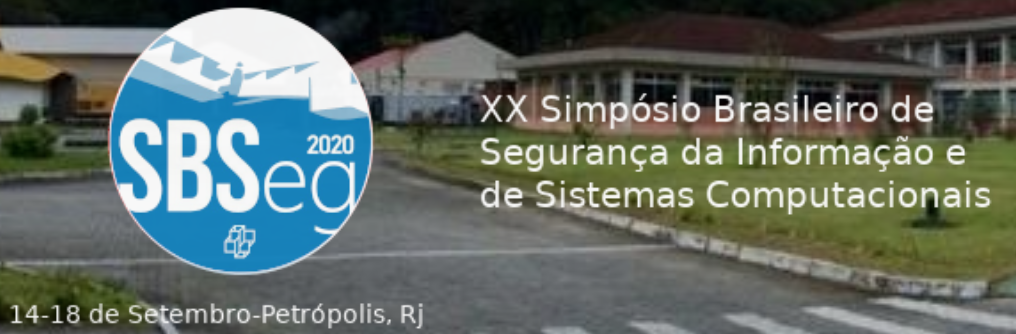 SBSeg 2020
XX Simpósio Brasileiro de
Segurança da Informação e
de Sistemas Computacionais
14-18 de Setembro-Petrópolis, Rj